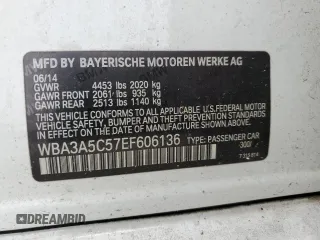 MFD BY BAYERISCHE MOTOREN WERKE AG
06/14
GVWR 4453 lbs 2020 kg
GAWR FRONT 2061 lbs 935 kg
GAWR REAR 2513 lbs 1140 kg
THIS VEHICLE CONFORMS TO ALL APPLICABLE U.S. FEDERAL MOTOR
VEHICLE SAFETY, BUMPER, AND THEFT PREVENTION STANDARDS IN
EFFECT ON THE DATE OF MANUFACTURE SHOWN ABOVE.
WBA3A5C57EF606136 TYPE: PASSENGER CAR
300
DREAMBID